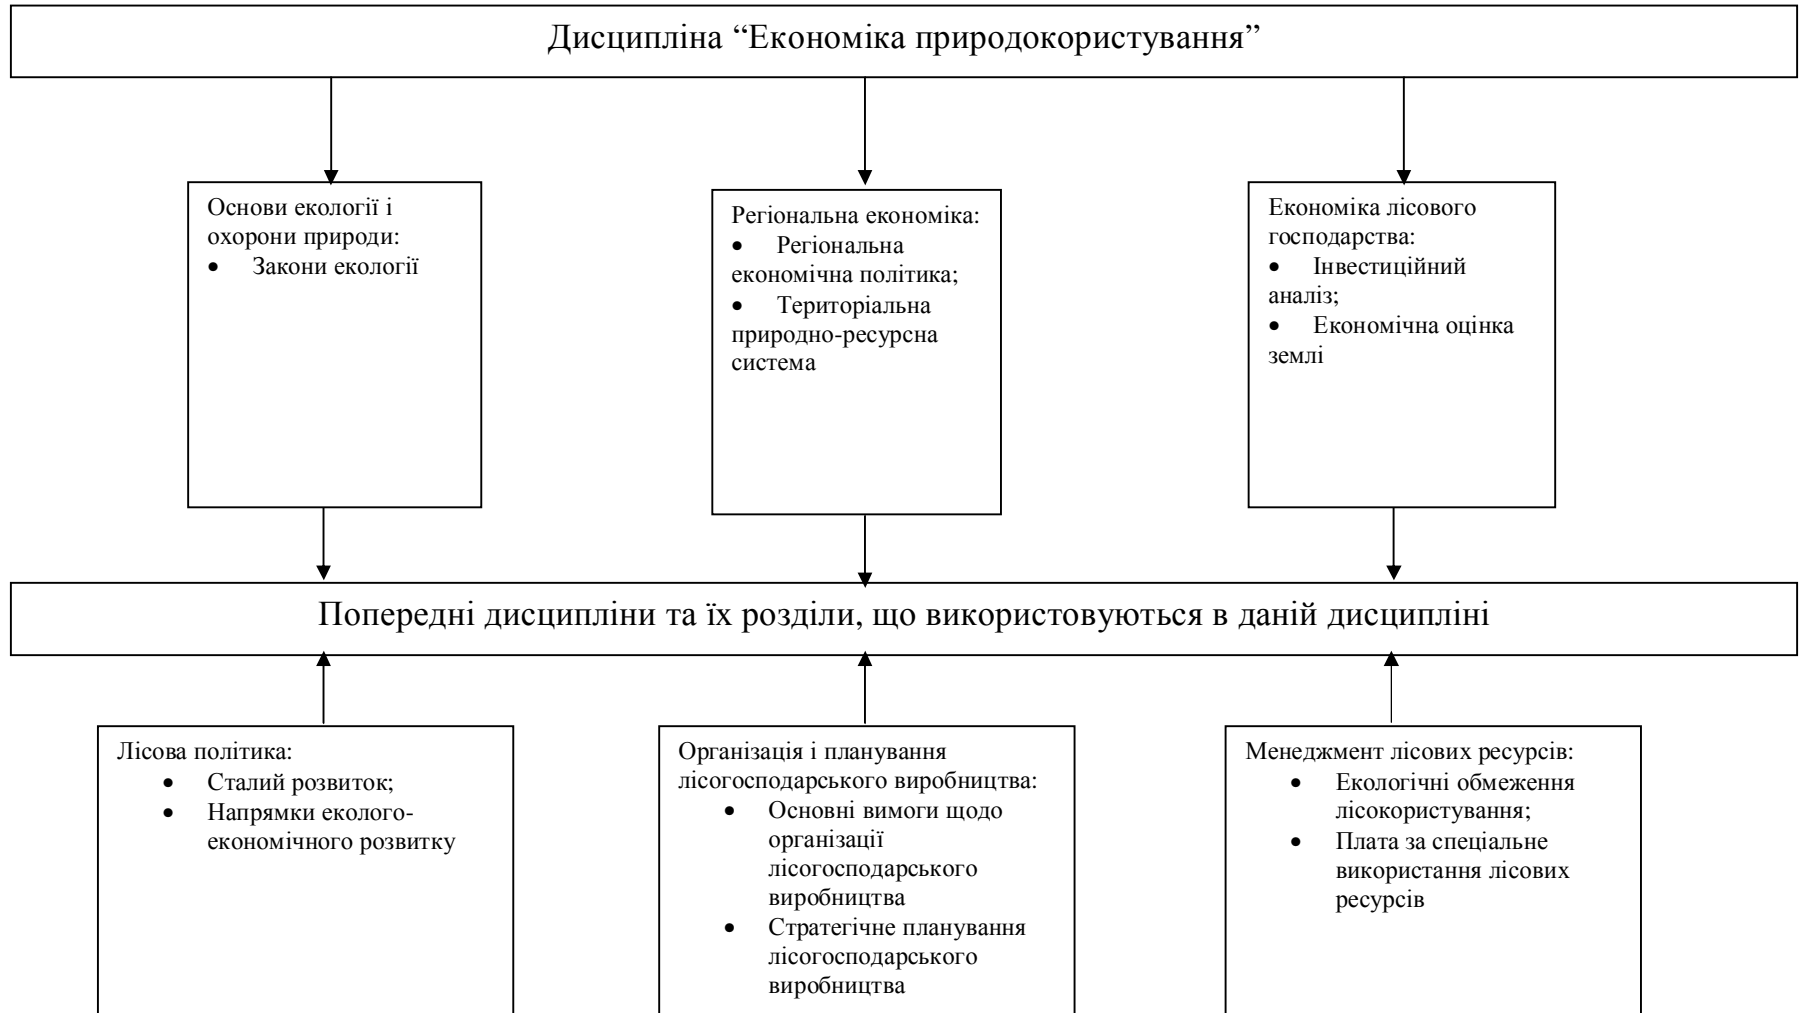 Дисципліна “Економіка природокористування”
Основи екології і
охорони природи:
• Закони екології
Регіональна економіка:
• Регіональна
економічна політика;
• Територіальна
природно-ресурсна
система
Економіка лісового
господарства:
• Інвестиційний
аналіз;
• Економічна оцінка
землі
Попередні дисципліни та їх розділи, що використовуються в даній дисципліні
Лісова політика:
• Сталий розвиток;
• Напрямки еколого-
економічного розвитку
Організація і планування
лісогосподарського виробництва:
• Основні вимоги щодо
організації
лісогосподарського
виробництва
• Стратегічне планування
лісогосподарського
виробництва
Менеджмент лісових ресурсів:
• Екологічні обмеження
лісокористування;
• Плата за спеціальне
використання лісових
ресурсів